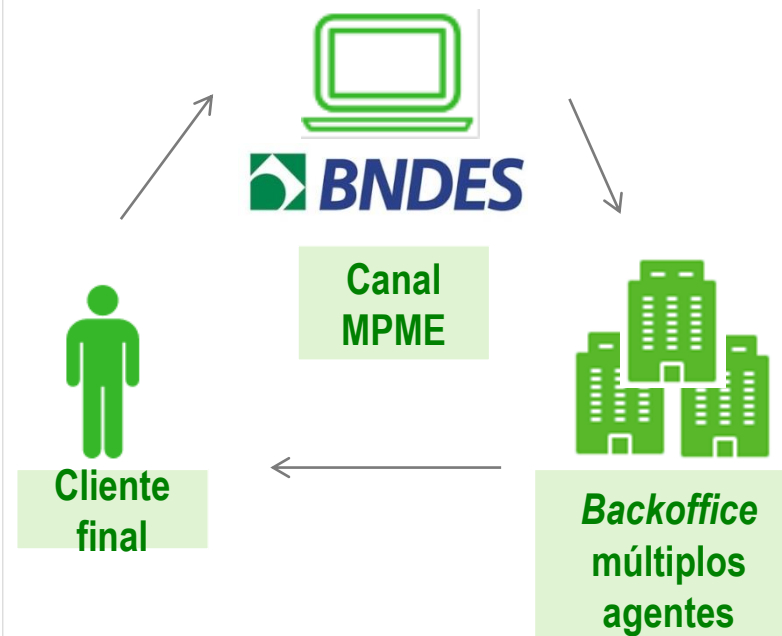 BNDES
Canal
MPME
Cliente
final
Backoffice
múltiplos
agentes